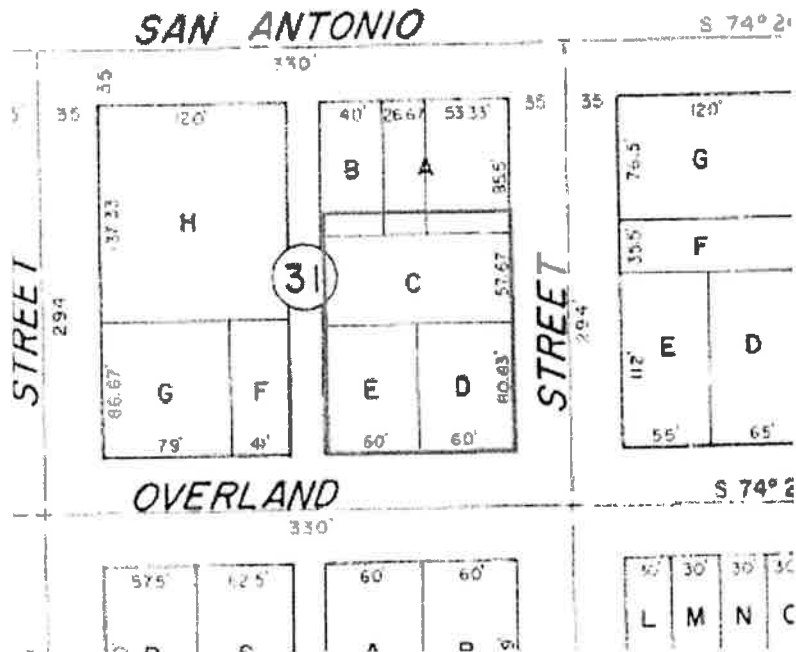 SAN ANTONIO
S 74° 2
330'
35
35
120'
40'
26.67
53.33'
35
35
120'
B
A
85.5
76.5'
G
H
137.33
35.5'
F
31
C
57.67
STREET
294
STREET
294'
E
D
112'
G
F
86.67'
E
D
80.83'
79'
41'
60'
60'
55'
65'
OVERLAND
S 74° 2
330'
57.5'
62.5'
60'
60'
30'
30'
30'
L
M
N
A